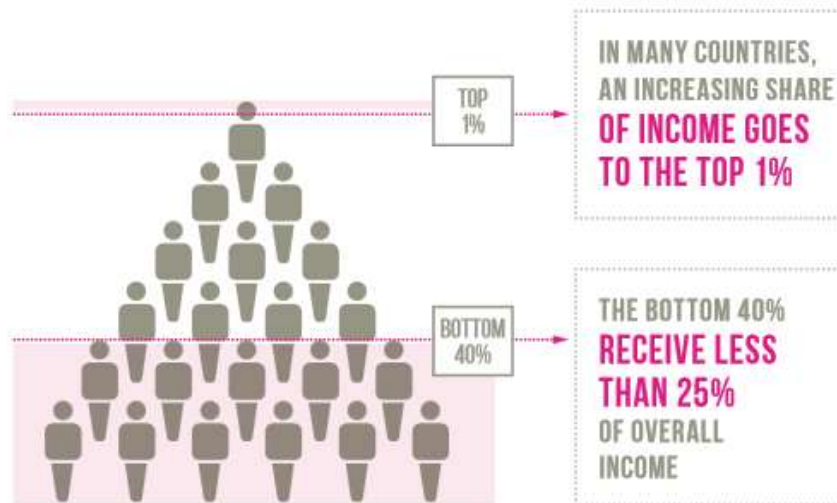 TOP
1%
IN MANY COUNTRIES,
AN INCREASING SHARE
OF INCOME GOES
TO THE TOP 1%
BOTTOM
40%
THE BOTTOM 40%
RECEIVE LESS
THAN 25%
OF OVERALL
INCOME